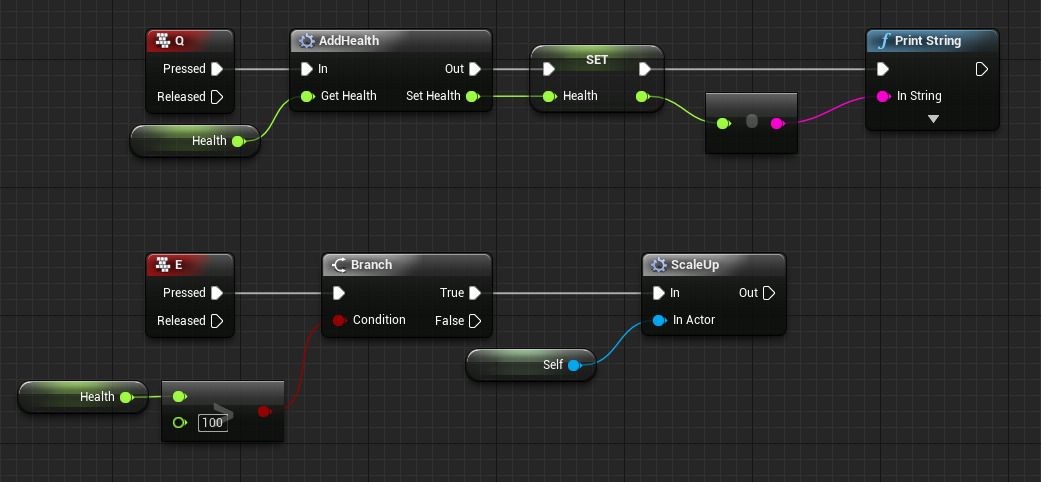 Q
Pressed
Released
Health
AddHealth
In
Out
Get Health
Set Health
SET
Health
Print String
In String
E
Pressed
Released
Branch
True
Condition
False
ScaleUp
In
Out
In Actor
Self
Health
>
100